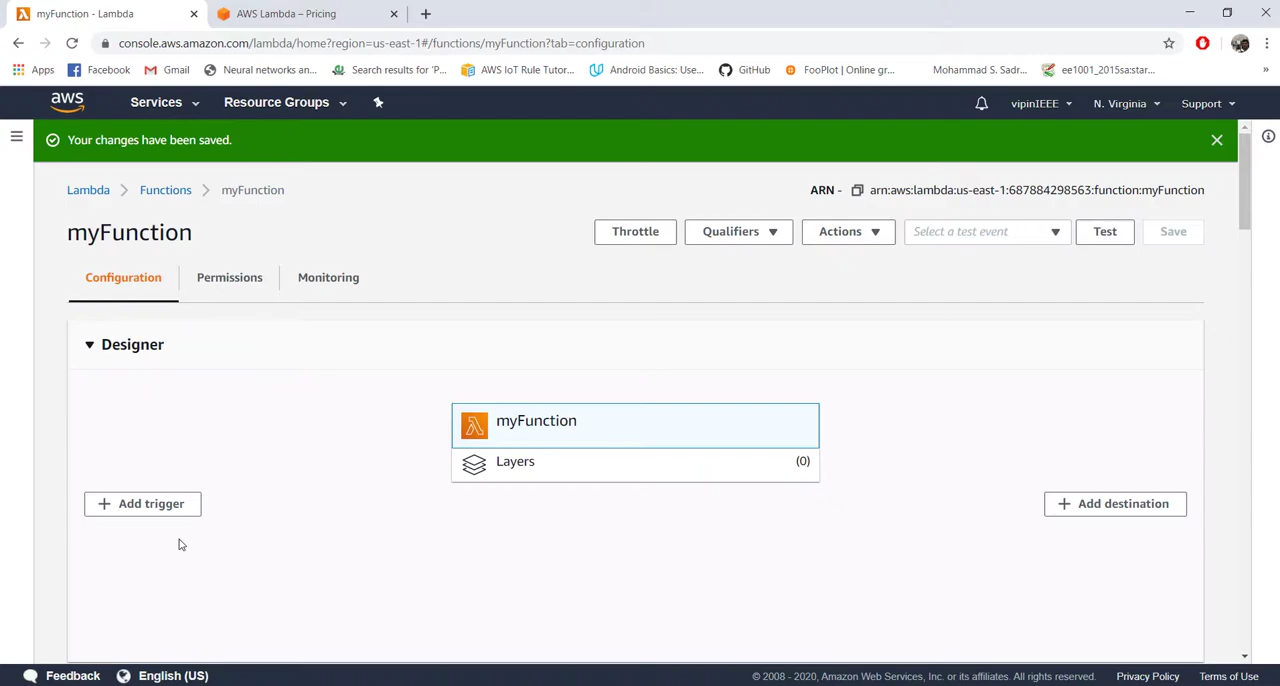 myFunction - Lambda
AWS Lambda – Pricing
console.aws.amazon.com/lambda/home?region=us-east-1#/functions/myFunction?tab=configuration
Apps Facebook Gmail Neural networks an... Search results for 'P... AWS IoT Rule Tutor... Android Basics: Use... GitHub FooPlot | Online gr... Mohammad S. Sadr... ee1001_2015sa:star... »
aws Services Resource Groups vipinIEEE N. Virginia Support
Your changes have been saved.
Lambda Functions myFunction ARN - arn:aws:lambda:us-east-1:687884298563:function:myFunction
myFunction Throttle Qualifiers Actions Select a test event Test Save
Configuration Permissions Monitoring
Designer
myFunction
Layers (0)
Add trigger Add destination
Feedback English (US) © 2008 - 2020, Amazon Web Services, Inc. or its affiliates. All rights reserved. Privacy Policy Terms of Use